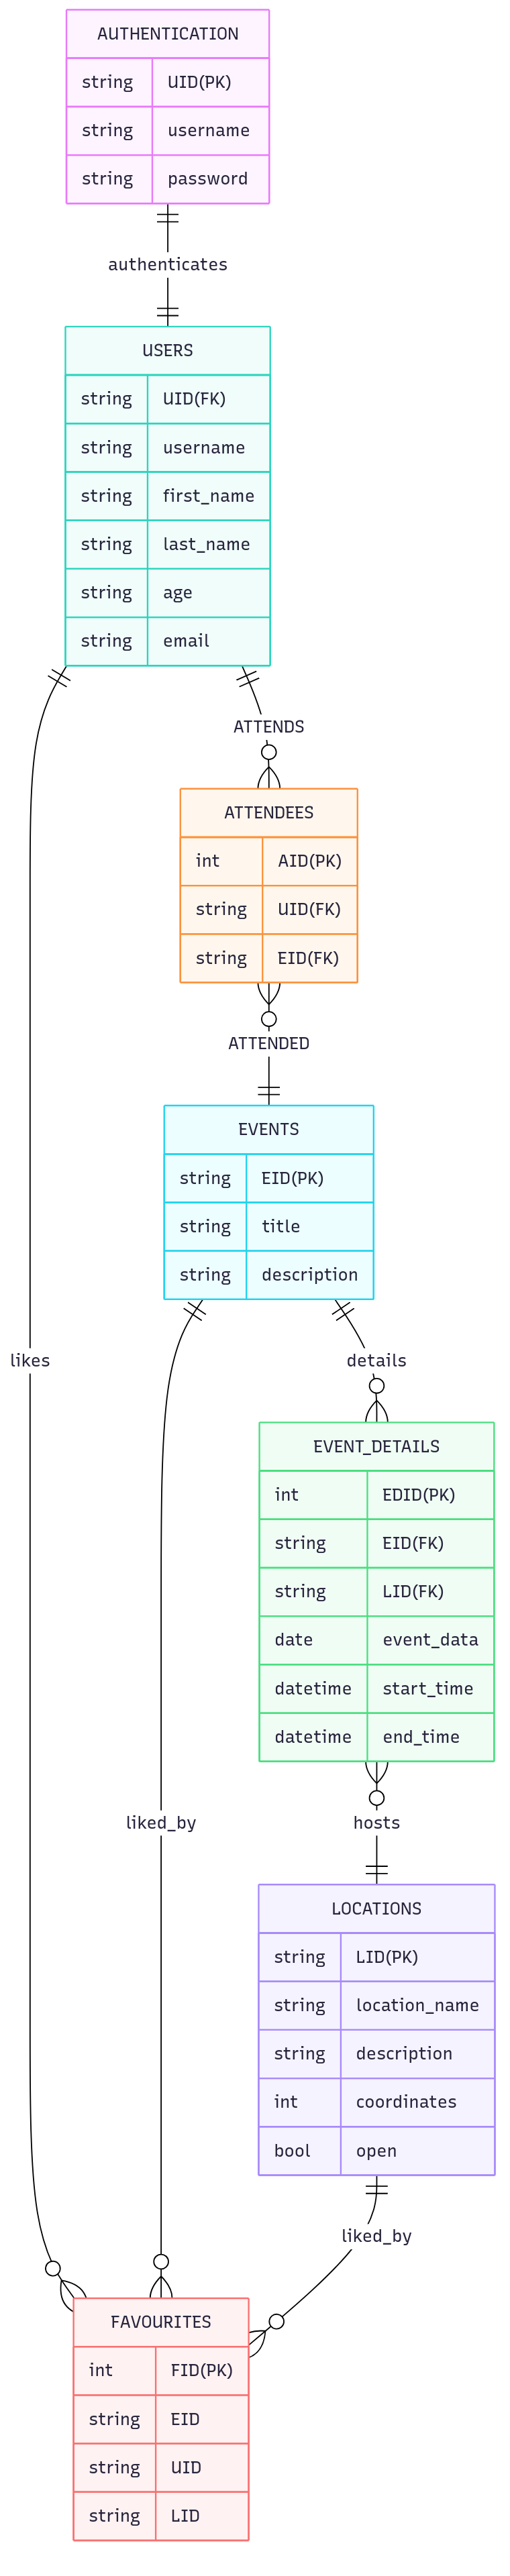 AUTHENTICATION
string UID(PK)
string username
string password
authenticates
USERS
string UID(FK)
string username
string first_name
string last_name
string age
string email
ATTENDS
ATTENDEES
int AID(PK)
string UID(FK)
string EID(FK)
ATTENDED
EVENTS
string EID(PK)
string title
string description
likes
details
EVENT_DETAILS
int EDID(PK)
string EID(FK)
string LID(FK)
date event_data
datetime start_time
datetime end_time
liked_by
hosts
LOCATIONS
string LID(PK)
string location_name
string description
int coordinates
bool open
liked_by
FAVOURITES
int FID(PK)
string EID
string UID
string LID